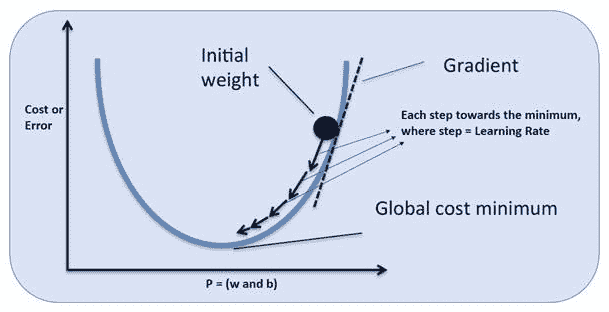 Initial
weight
Gradient
Cost or
Error
Each step towards the minimum,
where step = Learning Rate
Global cost minimum
P = (w and b)